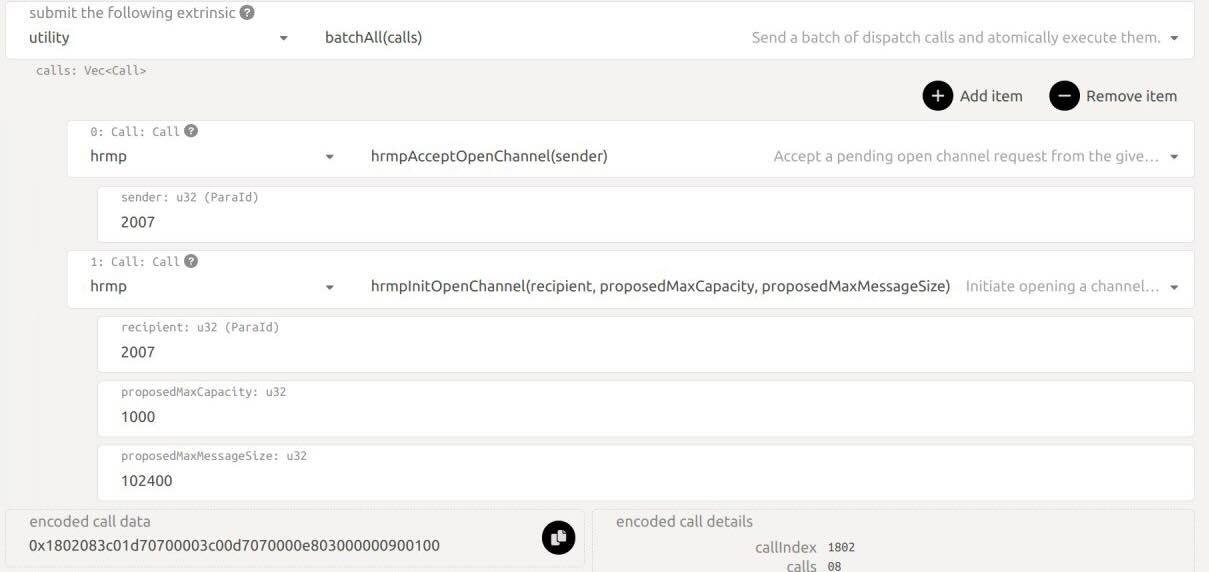 submit the following extrinsic ?
utility batchAll(calls) Send a batch of dispatch calls and atomically execute them.
calls: Vec<Call>
+ Add item − Remove item
0: Call: Call ?
hrmp hrmpAcceptOpenChannel(sender) Accept a pending open channel request from the give…
sender: u32 (ParaId)
2007
1: Call: Call ?
hrmp hrmpInitOpenChannel(recipient, proposedMaxCapacity, proposedMaxMessageSize) Initiate opening a channel…
recipient: u32 (ParaId)
2007
proposedMaxCapacity: u32
1000
proposedMaxMessageSize: u32
102400
encoded call data
0x1802083c01d70700003c00d7070000e803000000900100
encoded call details
callIndex 1802
calls 08